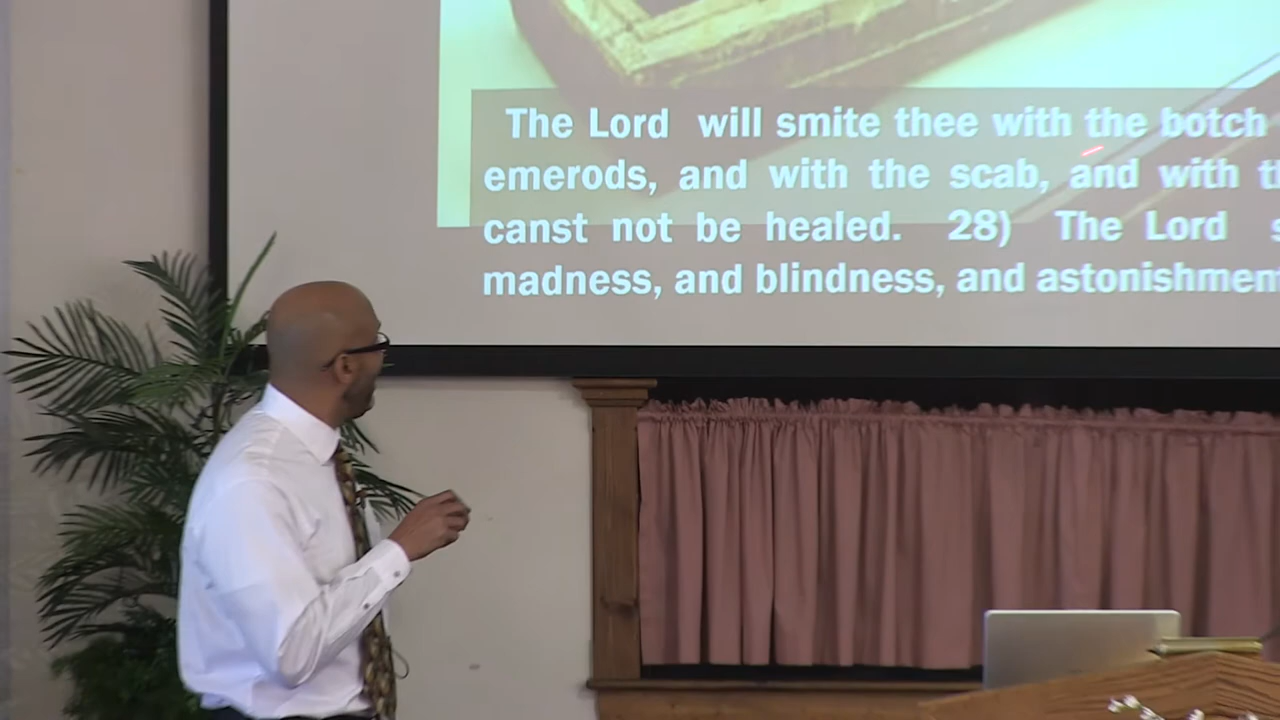 The Lord will smite thee with the botch
emerods, and with the scab, and with
canst not be healed. 28) The Lord
madness, and blindness, and